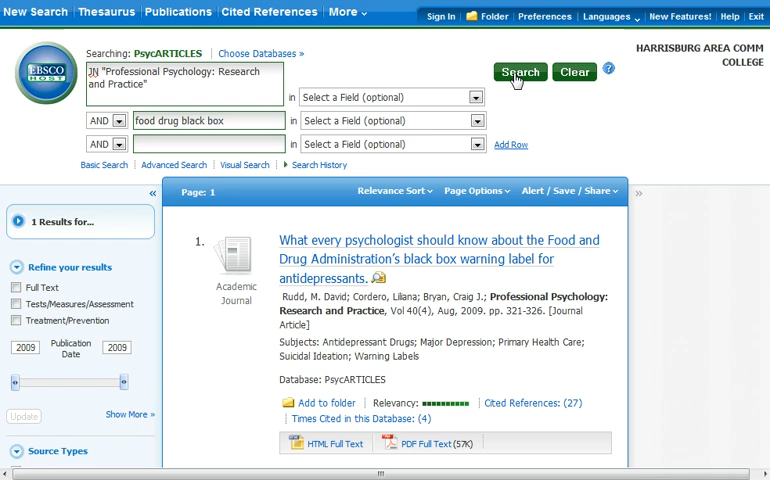 New Search Thesaurus Publications Cited References More
Sign In Folder Preferences Languages New Features! Help Exit
HARRISBURG AREA COMM
COLLEGE
EBSCO
HOST
Searching: PsycARTICLES Choose Databases »
JN "Professional Psychology: Research
and Practice"
in Select a Field (optional)
Search Clear ?
AND food drug black box in Select a Field (optional)
AND in Select a Field (optional) Add Row
Basic Search Advanced Search Visual Search Search History
«
Page: 1 Relevance Sort Page Options Alert / Save / Share »
1 Results for...
Refine your results
Full Text
Tests/Measures/Assessment
Treatment/Prevention
2009 Publication Date 2009
Update Show More »
Source Types
1.
Academic
Journal
What every psychologist should know about the Food and
Drug Administration's black box warning label for
antidepressants.
Rudd, M. David; Cordero, Liliana; Bryan, Craig J.; Professional Psychology:
Research and Practice, Vol 40(4), Aug, 2009. pp. 321-326. [Journal
Article]
Subjects: Antidepressant Drugs; Major Depression; Primary Health Care;
Suicidal Ideation; Warning Labels
Database: PsycARTICLES
Add to folder Relevancy: Cited References: (27)
Times Cited in this Database: (4)
HTML Full Text PDF Full Text (57K)